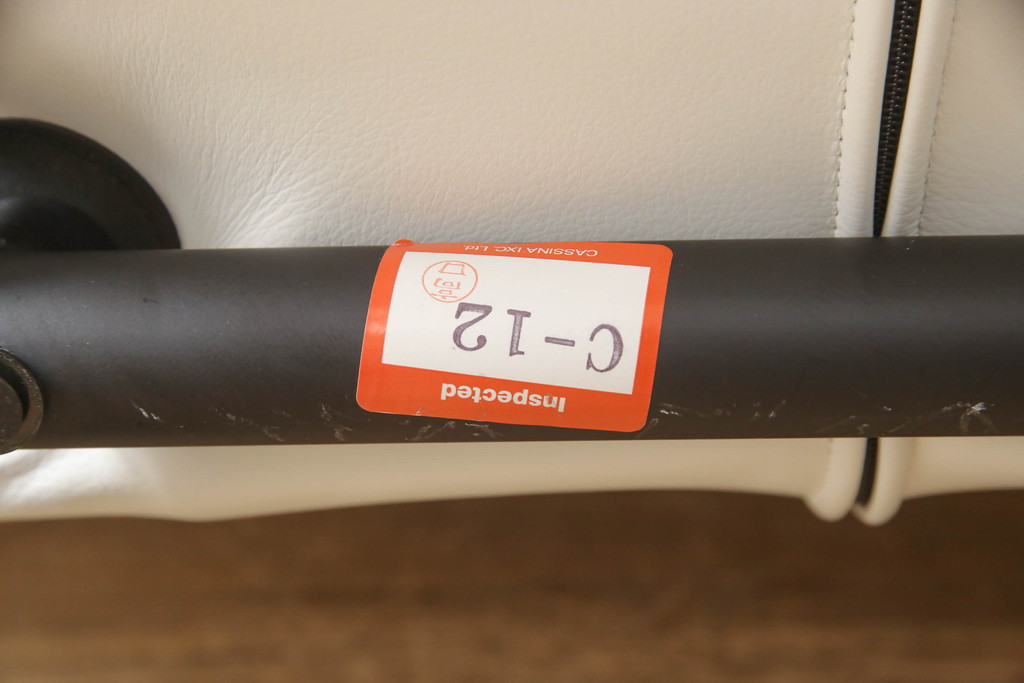 Inspected
C-12
CASSINA IXC. Ltd.